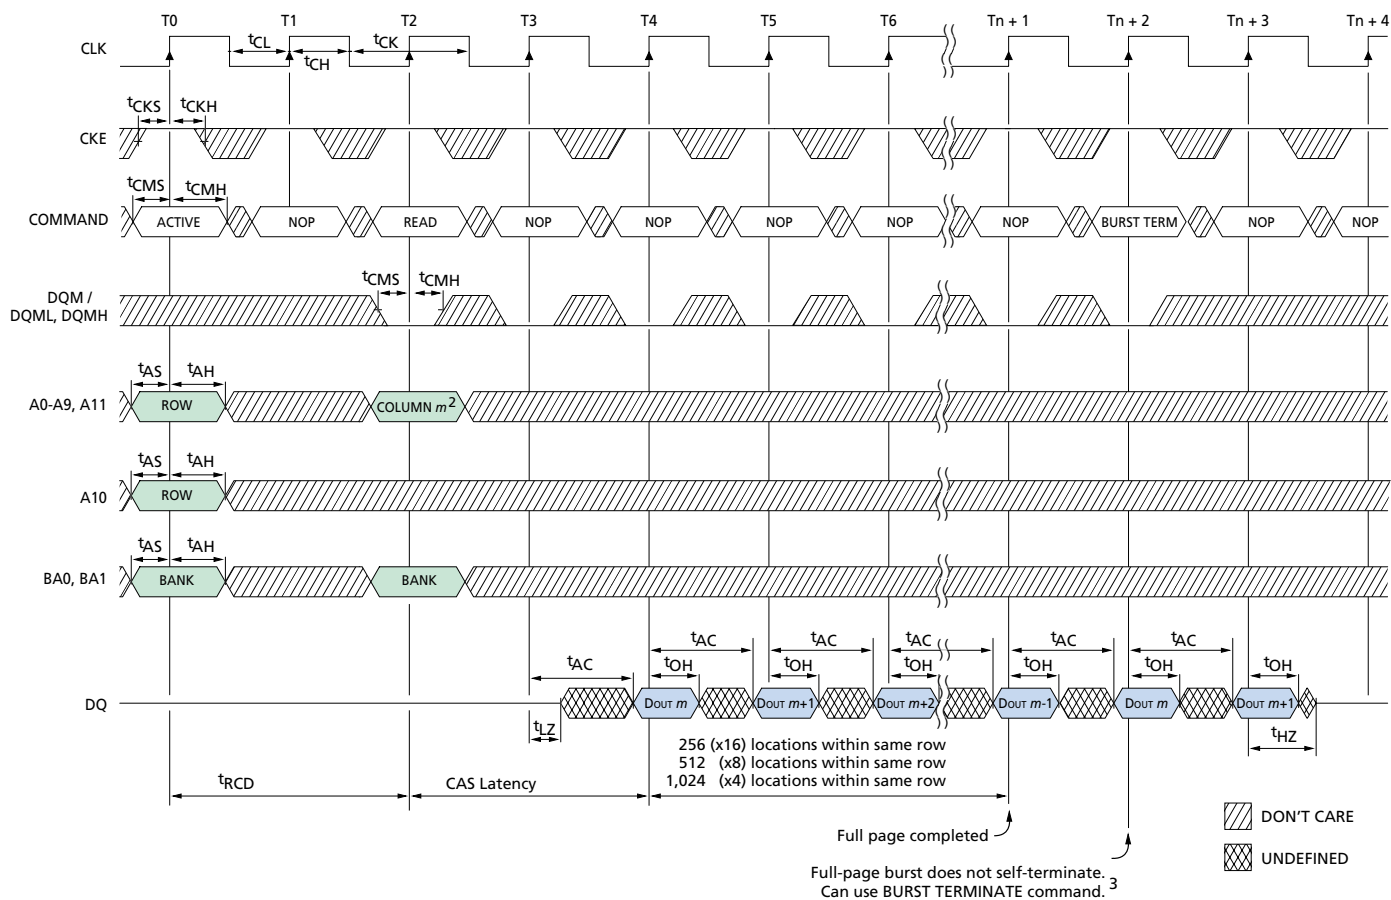 T0 T1 T2 T3 T4 T5 T6 Tn + 1 Tn + 2 Tn + 3 Tn + 4
CLK
tCL tCK
tCH
tCKS tCKH
CKE
tCMS tCMH
COMMAND ACTIVE NOP READ NOP NOP NOP NOP NOP BURST TERM NOP NOP
tCMS tCMH
DQM /
DQML, DQMH
tAS tAH
A0-A9, A11 ROW COLUMN m2
tAS tAH
A10 ROW
tAS tAH
BA0, BA1 BANK BANK
tAC tAC tAC tAC tAC
tAC tOH tOH tOH tOH tOH tOH
DQ DOUT m DOUT m+1 DOUT m+2 DOUT m-1 DOUT m DOUT m+1
tLZ tHZ
256 (x16) locations within same row
512 (x8) locations within same row
1,024 (x4) locations within same row
tRCD CAS Latency
Full page completed
DON'T CARE
UNDEFINED
Full-page burst does not self-terminate.
Can use BURST TERMINATE command. 3